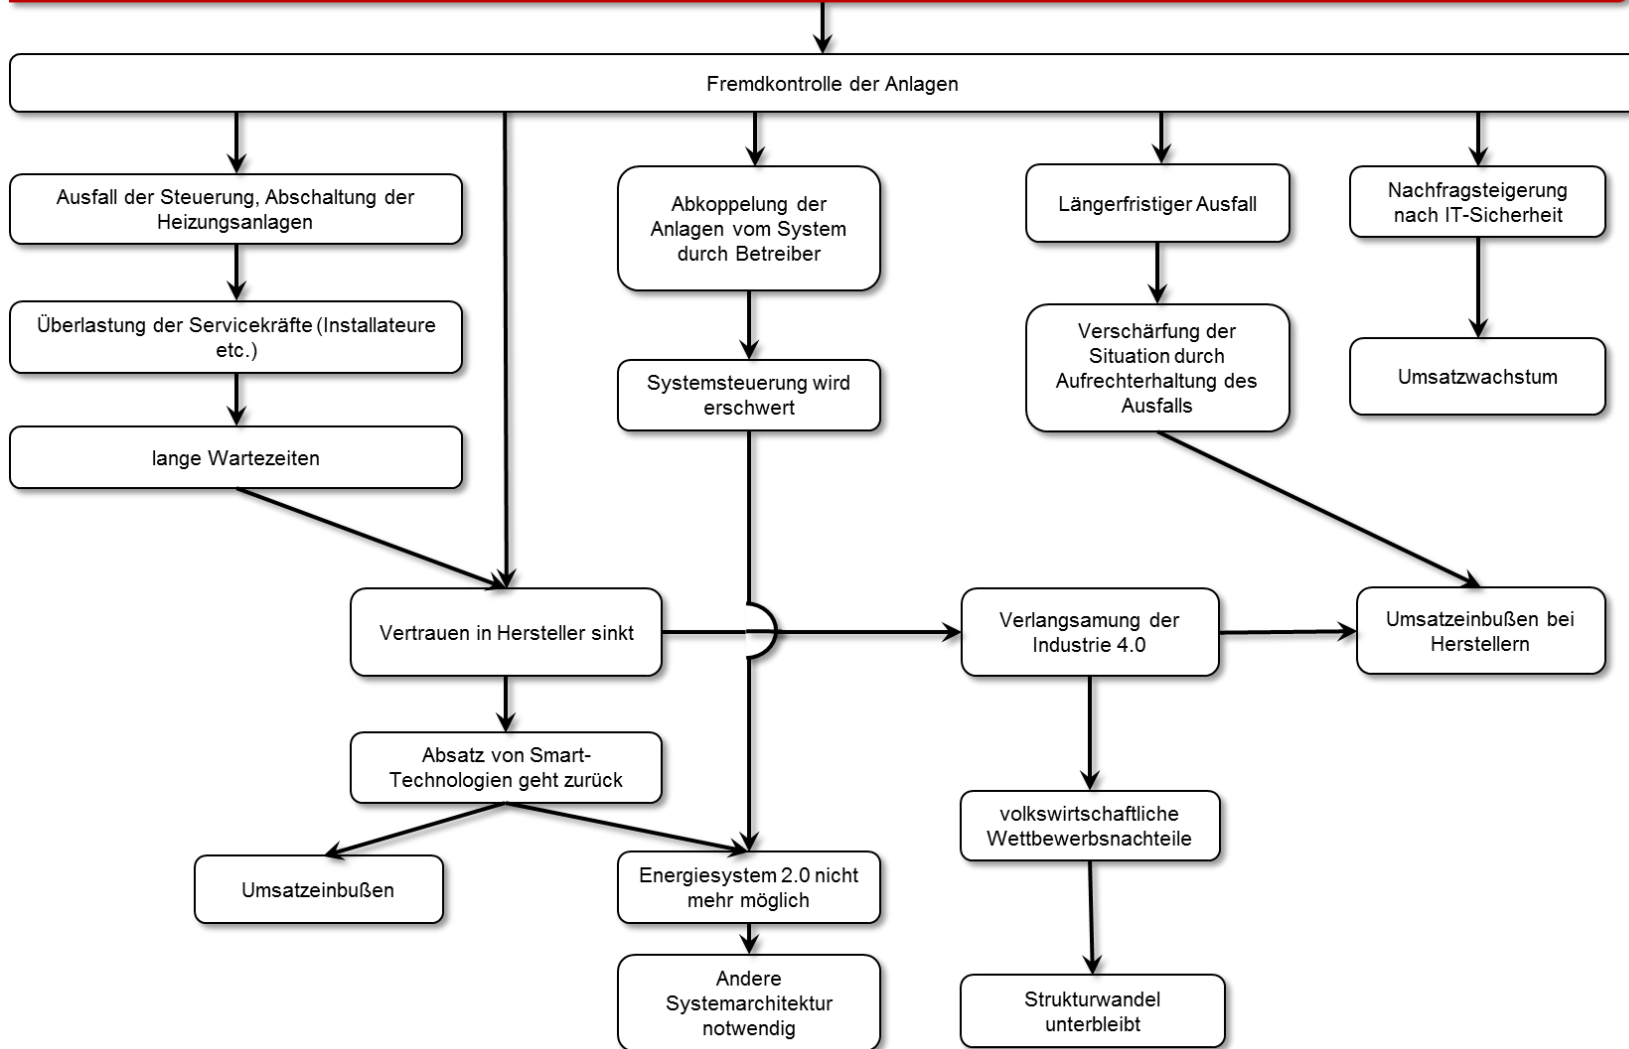 Fremdkontrolle der Anlagen
Ausfall der Steuerung, Abschaltung der
Heizungsanlagen
Abkoppelung der
Anlagen vom System
durch Betreiber
Längerfristiger Ausfall
Nachfragsteigerung
nach IT-Sicherheit
Überlastung der Servicekräfte (Installateure
etc.)
Systemsteuerung wird
erschwert
Verschärfung der
Situation durch
Aufrechterhaltung des
Ausfalls
Umsatzwachstum
lange Wartezeiten
Vertrauen in Hersteller sinkt
Verlangsamung der
Industrie 4.0
Umsatzeinbußen bei
Herstellern
Absatz von Smart-
Technologien geht zurück
volkswirtschaftliche
Wettbewerbsnachteile
Umsatzeinbußen
Energiesystem 2.0 nicht
mehr möglich
Andere
Systemarchitektur
notwendig
Strukturwandel
unterbleibt